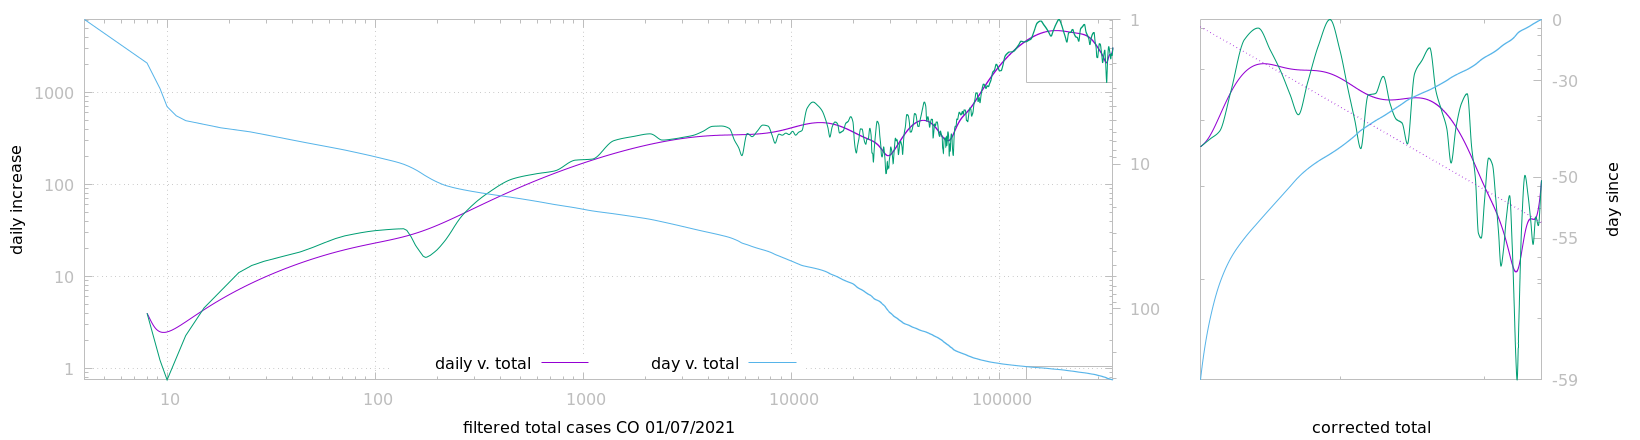 daily increase
1000
100
10
1
10
100
1000
10000
100000
1
10
100
daily v. total
day v. total
filtered total cases CO 01/07/2021
0
-30
-50
-55
-59
day since
corrected total